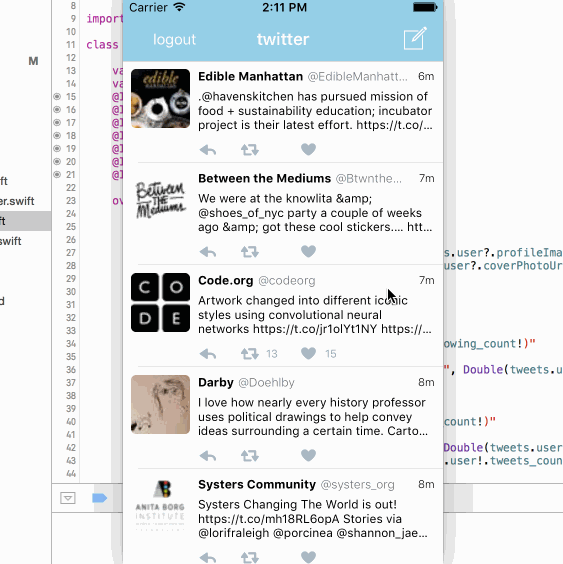 Carrier 2:11 PM
logout twitter
Edible Manhattan @EdibleManhatt... 6m
.@havenskitchen has pursued mission of
food + sustainability education; incubator
project is their latest effort. https://t.co/...
Between the Mediums @Btwnthe... 7m
We were at the knowlita &amp;
@shoes_of_nyc party a couple of weeks
ago &amp; got these cool stickers.... htt...
Code.org @codeorg 7m
Artwork changed into different iconic
styles using convolutional neural
networks https://t.co/jr1olYt1NY https://...
13 15
Darby @Doehlby 8m
I love how nearly every history professor
uses political drawings to help convey
ideas surrounding a certain time. Carto...
Systers Community @systers_org 8m
Systers Changing The World is out!
https://t.co/mh18RL6opA Stories via
@lorifraleigh @porcinea @shannon_jae...
edible
MANHATTAN
Between
the
Mediums
C O
D E
ANITA BORG
INSTITUTE
M
ft
er.swift
ft
swift
d
8
9 import
10
11 class
12
13 va
14 va
15 @I
16 @I
17 @I
18 @I
19 @I
20 @I
21 @I
22
23 ov
24
25
26
27 s.user?.profileIma
28 user?.coverPhotoUr
29
30
31
32
33
34 owing_count!)"
35
36 ", Double(tweets.u
37
38
39
40 count!)"
41
42 Double(tweets.user
43 .user!.tweets_coun
44